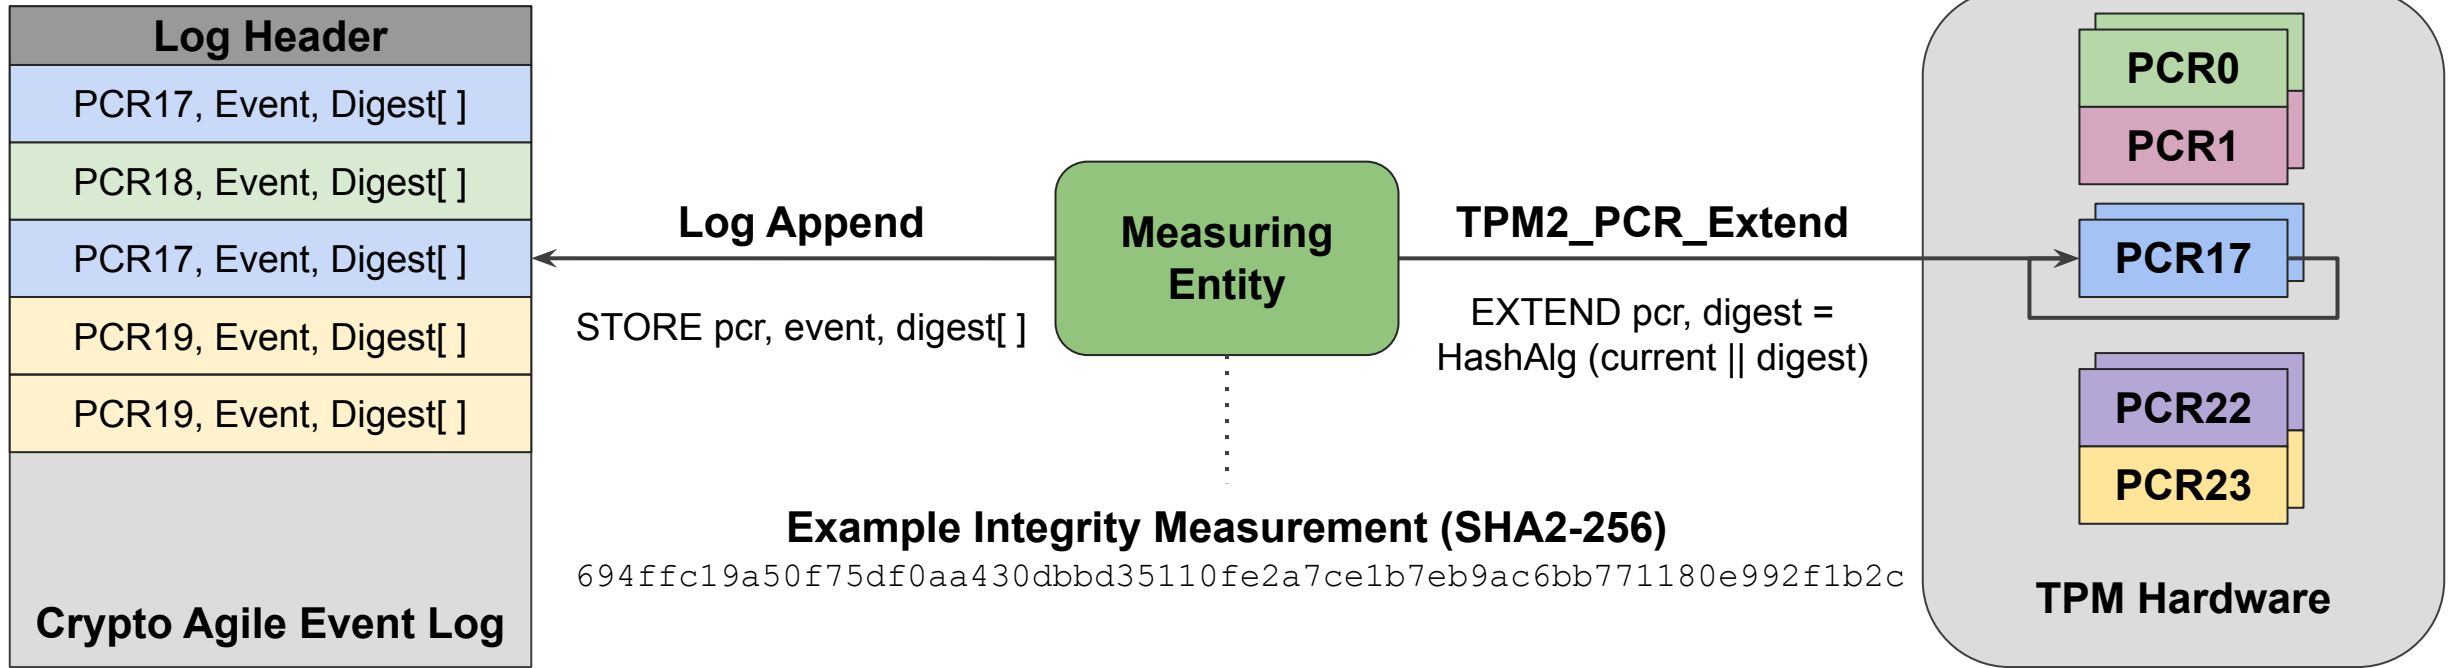 Log Header
PCR17, Event, Digest[ ]
PCR18, Event, Digest[ ]
PCR17, Event, Digest[ ]
PCR19, Event, Digest[ ]
PCR19, Event, Digest[ ]
Crypto Agile Event Log
Log Append
STORE pcr, event, digest[ ]
Measuring
Entity
TPM2_PCR_Extend
EXTEND pcr, digest =
HashAlg (current || digest)
Example Integrity Measurement (SHA2-256)
694ffc19a50f75df0aa430dbbd35110fe2a7ce1b7eb9ac6bb771180e992f1b2c
PCR0
PCR1
PCR17
PCR22
PCR23
TPM Hardware